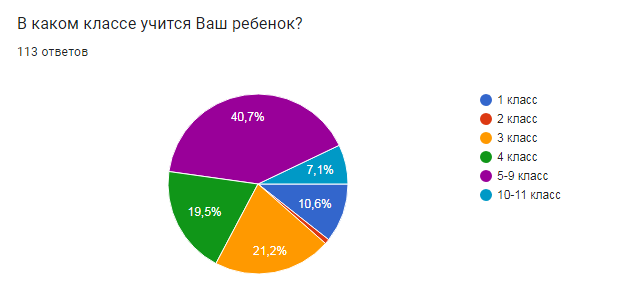 В каком классе учится Ваш ребенок?
113 ответов
40,7%
7,1%
10,6%
19,5%
21,2%
1 класс
2 класс
3 класс
4 класс
5-9 класс
10-11 класс